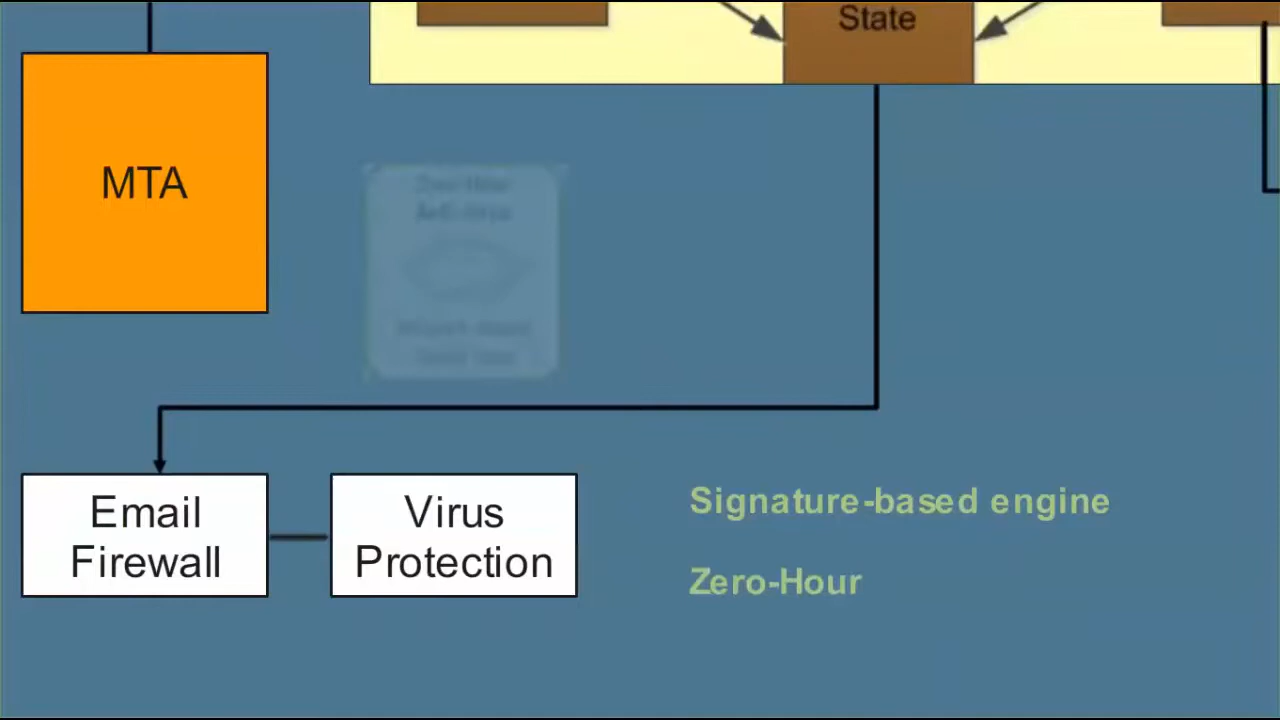 State
MTA
Email
Firewall
Virus
Protection
Signature-based engine
Zero-Hour